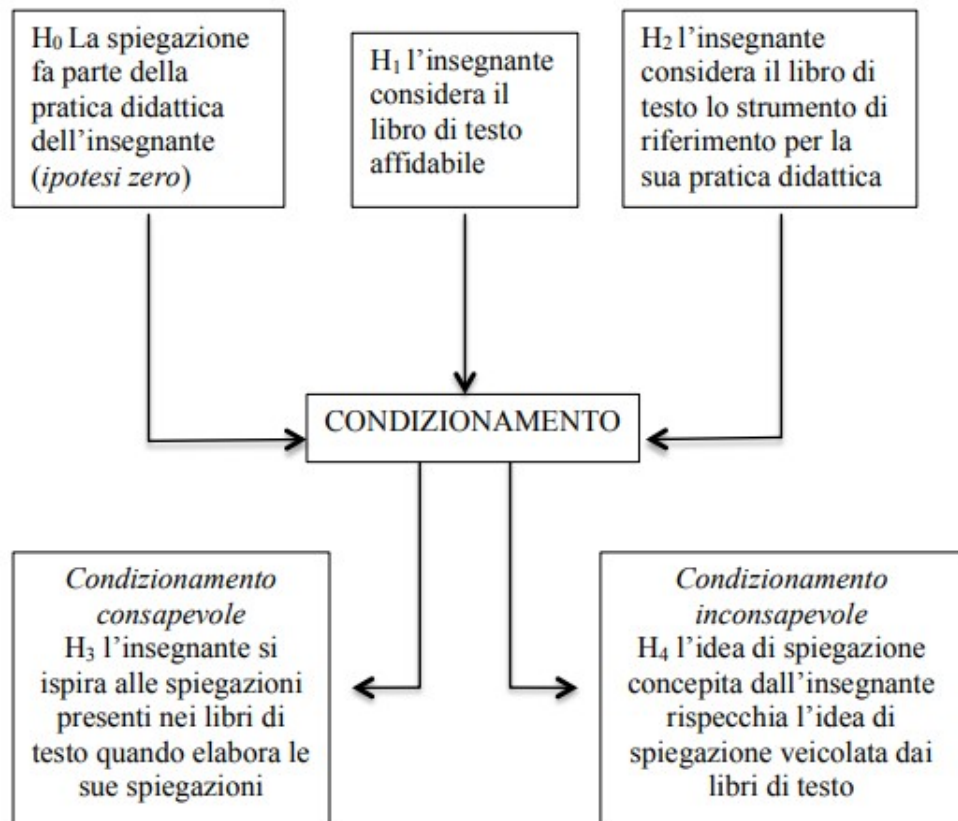 H₀ La spiegazione
fa parte della
pratica didattica
dell’insegnante
(ipotesi zero)
H₁ l’insegnante
considera il
libro di testo
affidabile
H₂ l’insegnante
considera il libro di
testo lo strumento di
riferimento per la
sua pratica didattica
CONDIZIONAMENTO
Condizionamento
consapevole
H₃ l’insegnante si
ispira alle spiegazioni
presenti nei libri di
testo quando elabora le
sue spiegazioni
Condizionamento
inconsapevole
H₄ l’idea di spiegazione
concepita dall’insegnante
rispecchia l’idea di
spiegazione veicolata dai
libri di testo